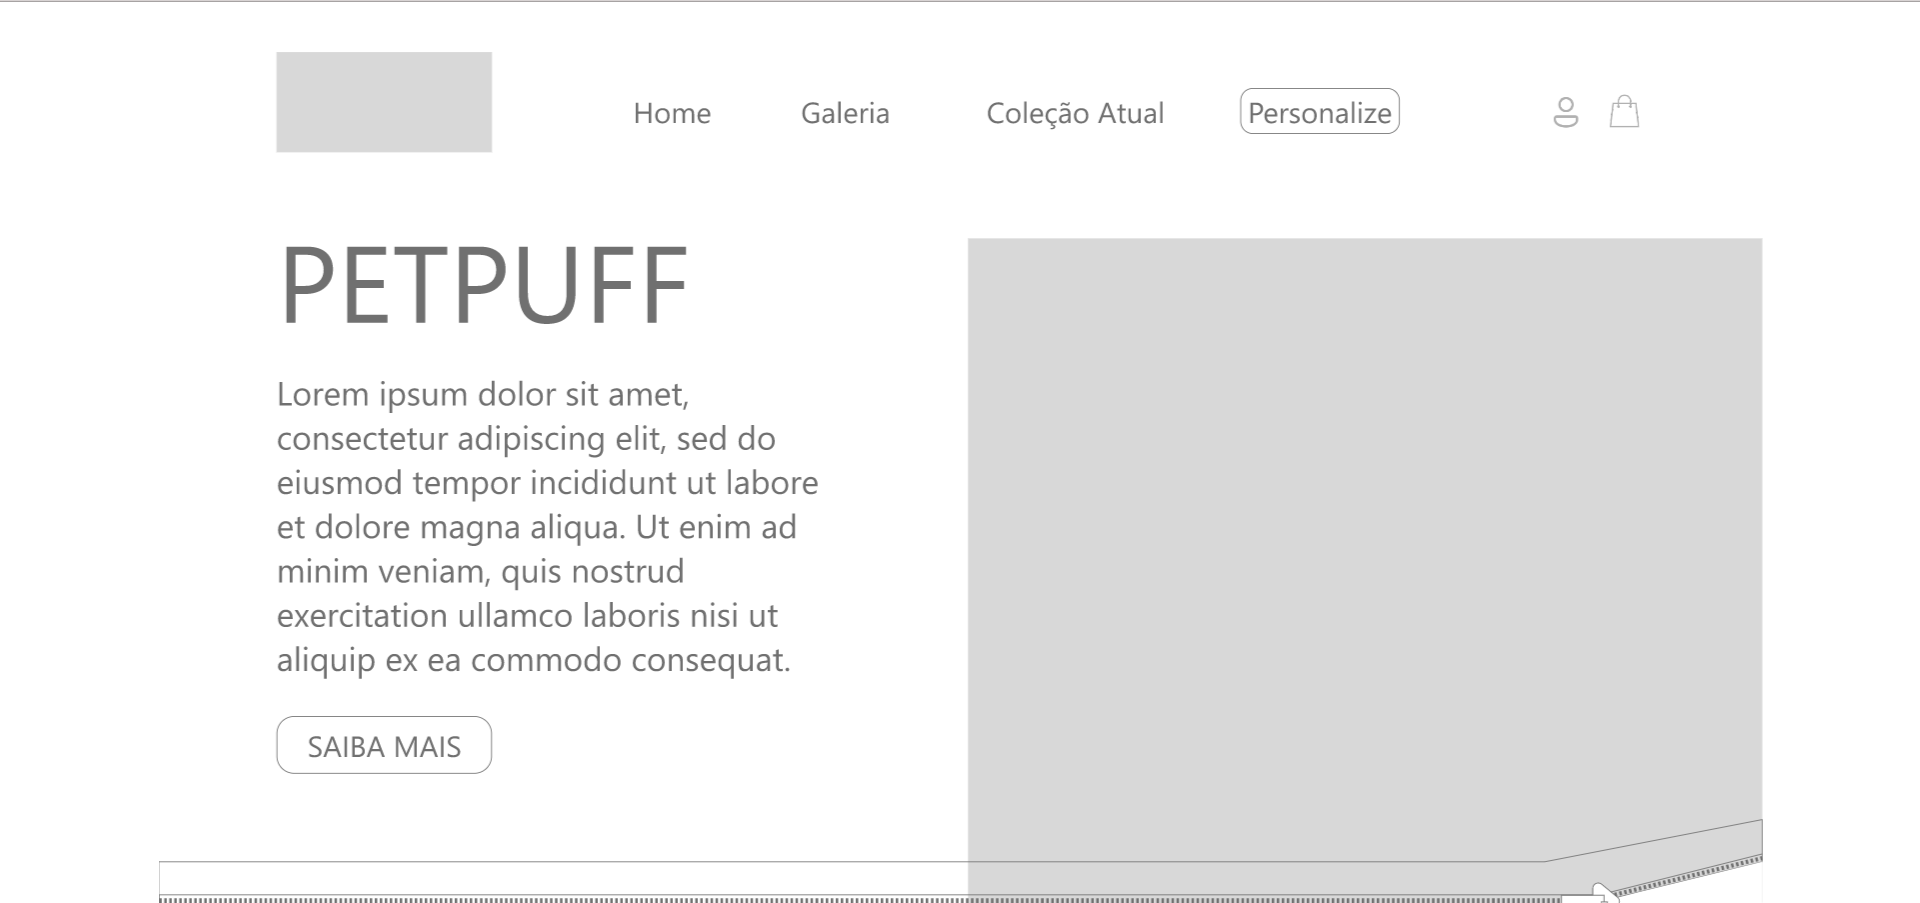 Home Galeria Coleção Atual Personalize
PETPUFF
Lorem ipsum dolor sit amet,
consectetur adipiscing elit, sed do
eiusmod tempor incididunt ut labore
et dolore magna aliqua. Ut enim ad
minim veniam, quis nostrud
exercitation ullamco laboris nisi ut
aliquip ex ea commodo consequat.
SAIBA MAIS